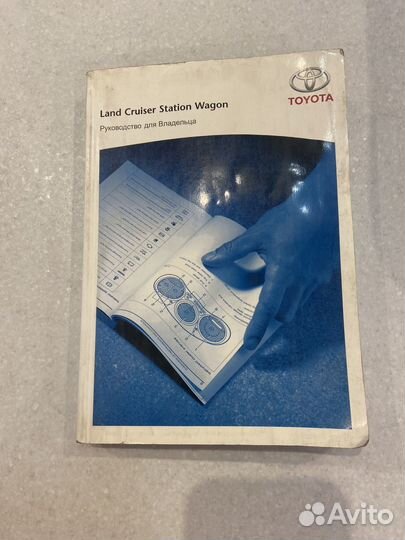 TOYOTA
Land Cruiser Station Wagon
Руководство для Владельца
Avito